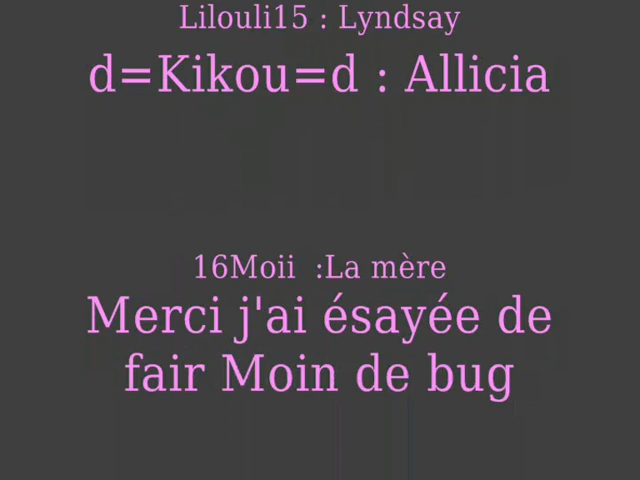 Lilouli15 : Lyndsay
d=Kikou=d : Allicia
16Moii  :La mère
Merci j'ai ésayée de
fair Moin de bug